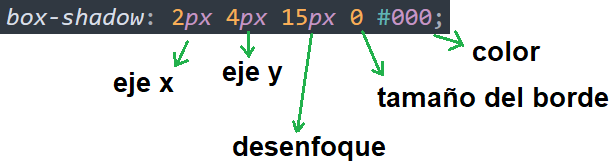 box-shadow: 2px 4px 15px 0 #000;
eje x
eje y
color
tamaño del borde
desenfoque